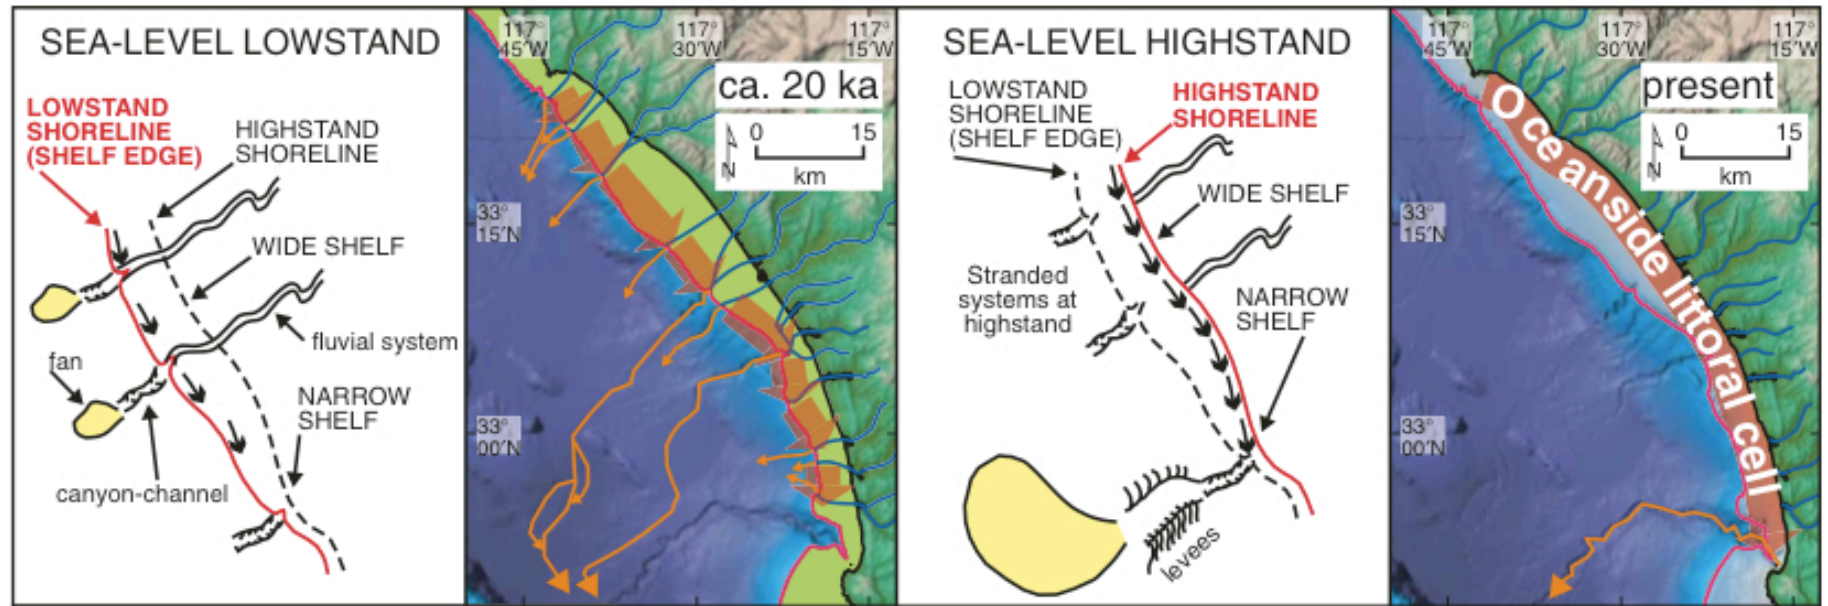 SEA-LEVEL LOWSTAND
LOWSTAND
SHORELINE
(SHELF EDGE)
HIGHSTAND
SHORELINE
WIDE SHELF
fluvial system
fan
NARROW
SHELF
canyon-channel
117°
45'W
117°
30'W
117°
15'W
ca. 20 ka
0 15
km
N
33°
15'N
33°
00'N
SEA-LEVEL HIGHSTAND
LOWSTAND
SHORELINE
(SHELF EDGE)
HIGHSTAND
SHORELINE
WIDE SHELF
Stranded
systems at
highstand
NARROW
SHELF
levees
117°
45'W
117°
30'W
117°
15'W
present
0 15
km
N
33°
15'N
33°
00'N
Oceanside littoral cell